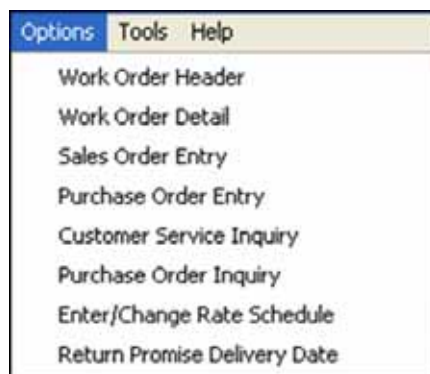 Options Tools Help
Work Order Header
Work Order Detail
Sales Order Entry
Purchase Order Entry
Customer Service Inquiry
Purchase Order Inquiry
Enter/Change Rate Schedule
Return Promise Delivery Date